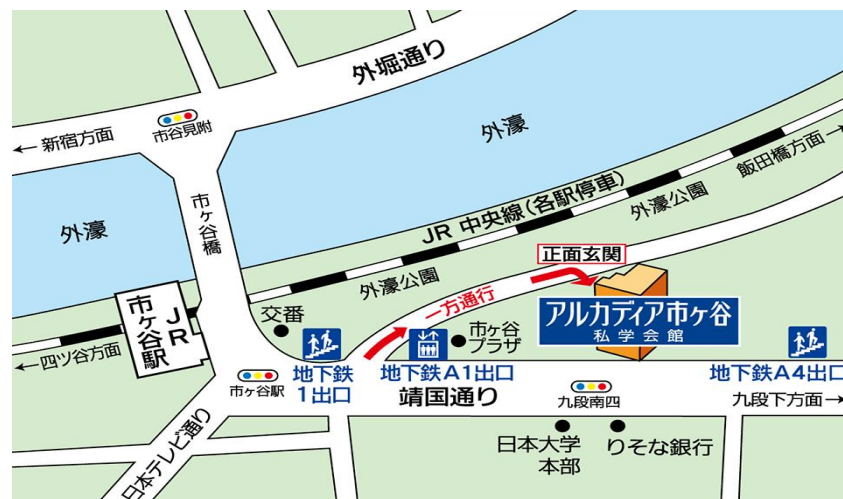 外堀通り
←新宿方面
市谷見附
外濠
飯田橋方面→
市ヶ谷橋
外濠
JR 中央線（各駅停車）
外濠公園
正面玄関
外濠公園
一方通行
アルカディア市ヶ谷
私学会館
JR
市ヶ谷駅
交番
市ヶ谷
プラザ
←四ツ谷方面
市ヶ谷駅
地下鉄
1出口
地下鉄A1出口
地下鉄A4出口
靖国通り
九段南四
九段下方面→
日本テレビ通り
日本大学
本部
りそな銀行